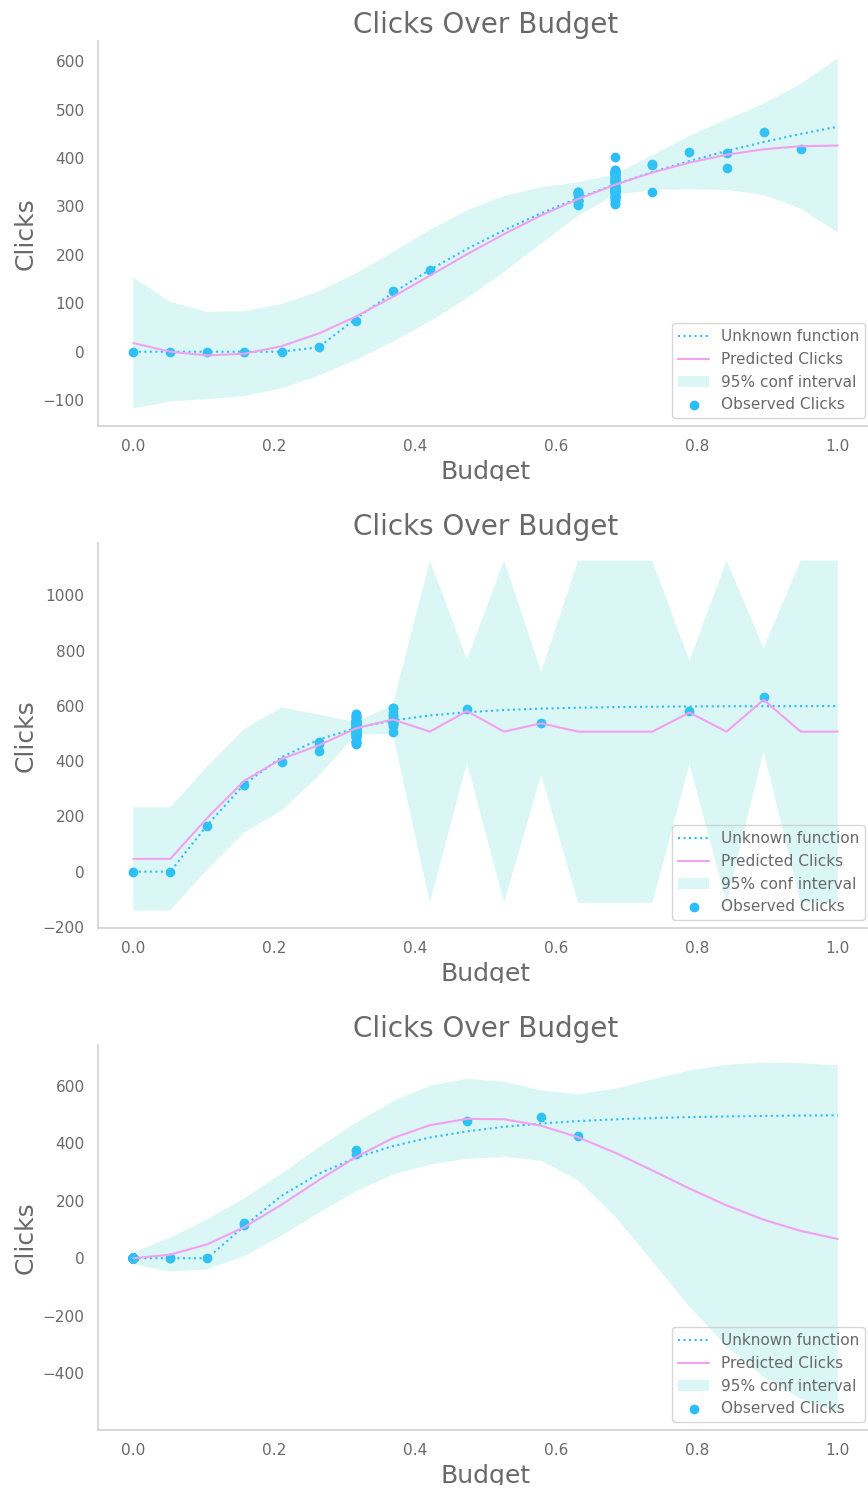 Clicks Over Budget
Clicks
600
500
400
300
200
100
0
−100
Unknown function
Predicted Clicks
95% conf interval
Observed Clicks
0.0 0.2 0.4 0.6 0.8 1.0
Budget
Clicks Over Budget
Clicks
1000
800
600
400
200
0
−200
Unknown function
Predicted Clicks
95% conf interval
Observed Clicks
0.0 0.2 0.4 0.6 0.8 1.0
Budget
Clicks Over Budget
Clicks
600
400
200
0
−200
−400
Unknown function
Predicted Clicks
95% conf interval
Observed Clicks
0.0 0.2 0.4 0.6 0.8 1.0
Budget